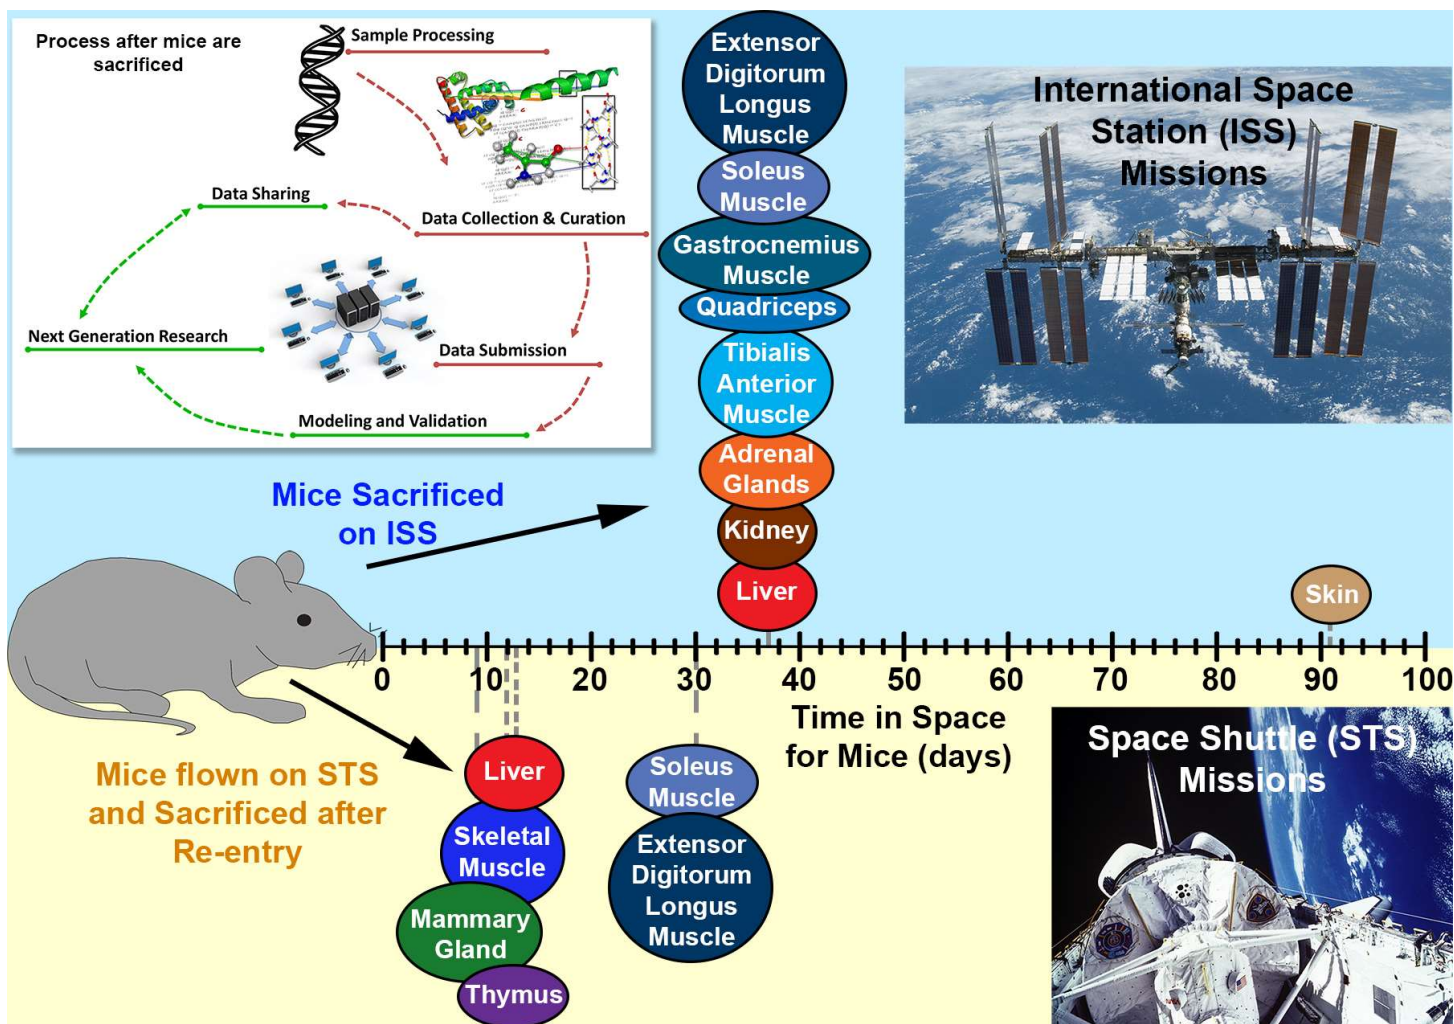 Process after mice are
sacrificed
Sample Processing
Data Sharing
Data Collection & Curation
Next Generation Research
Data Submission
Modeling and Validation
Extensor
Digitorum
Longus
Muscle
Soleus
Muscle
Gastrocnemius
Muscle
Quadriceps
Tibialis
Anterior
Muscle
Adrenal
Glands
Kidney
Liver
International Space
Station (ISS)
Missions
Mice Sacrificed
on ISS
Skin
0 10 20 30 40 50 60 70 80 90 100
Time in Space
for Mice (days)
Mice flown on STS
and Sacrificed after
Re-entry
Liver
Skeletal
Muscle
Mammary
Gland
Thymus
Soleus
Muscle
Extensor
Digitorum
Longus
Muscle
Space Shuttle (STS)
Missions